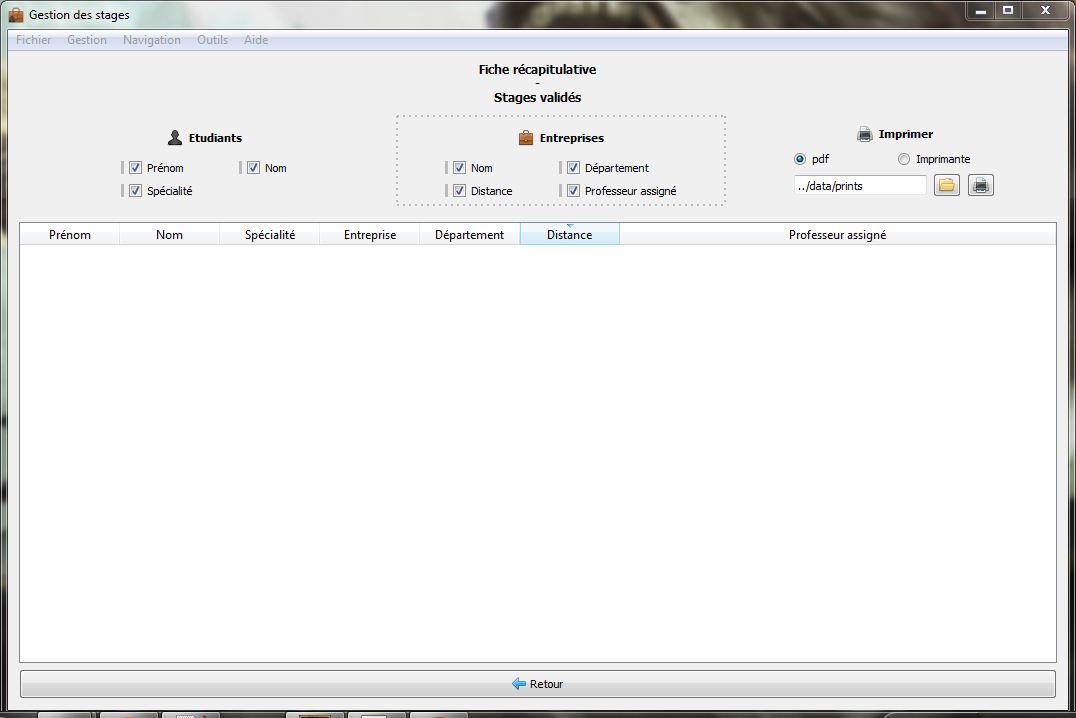 Gestion des stages
Fichier Gestion Navigation Outils Aide
Fiche récapitulative
-
Stages validés
Etudiants
Prénom Nom
Spécialité
Entreprises
Nom Département
Distance Professeur assigné
Imprimer
pdf Imprimante
../data/prints
Prénom Nom Spécialité Entreprise Département Distance Professeur assigné
Retour